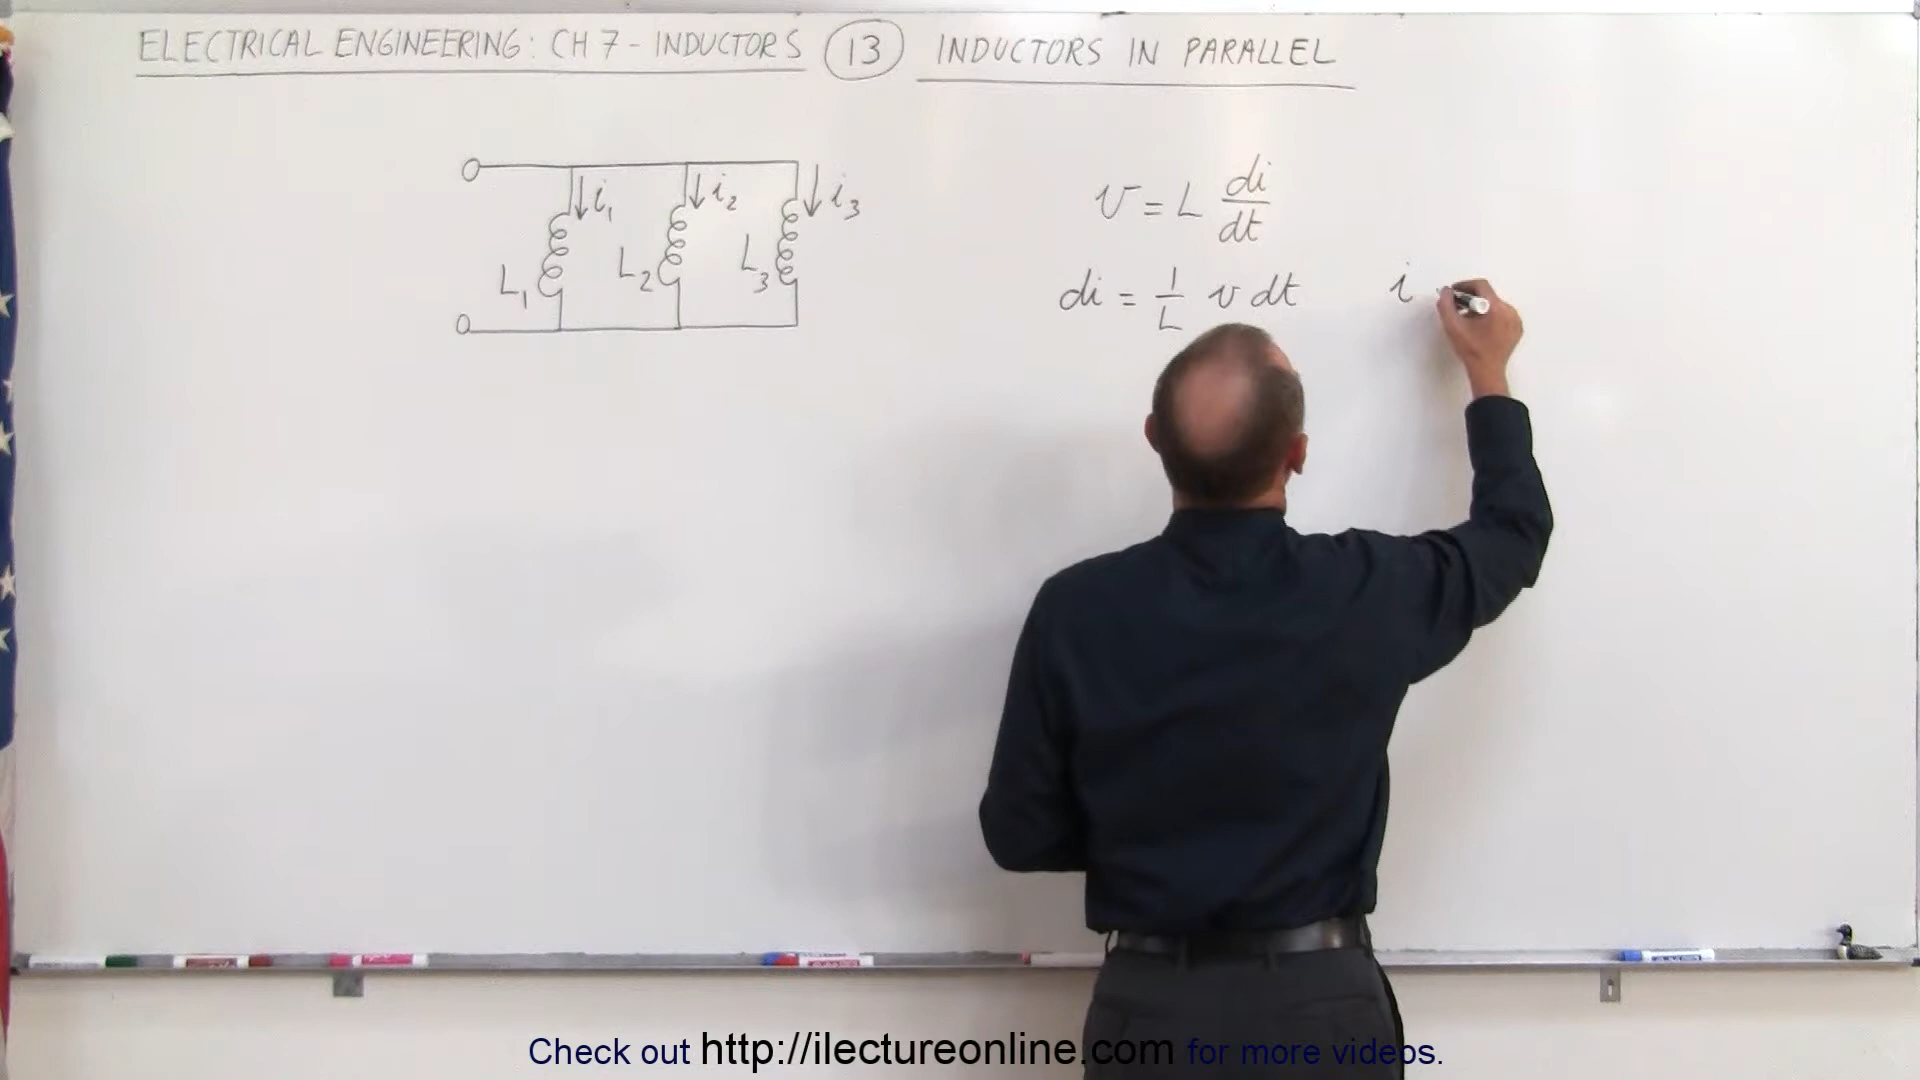 ELECTRICAL ENGINEERING: CH 7 - INDUCTORS 13 INDUCTORS IN PARALLEL
i₁ i₂ i₃
L₁ L₂ L₃
v = L di/dt
di = 1/L v dt i
Check out http://ilectureonline.com for more videos.